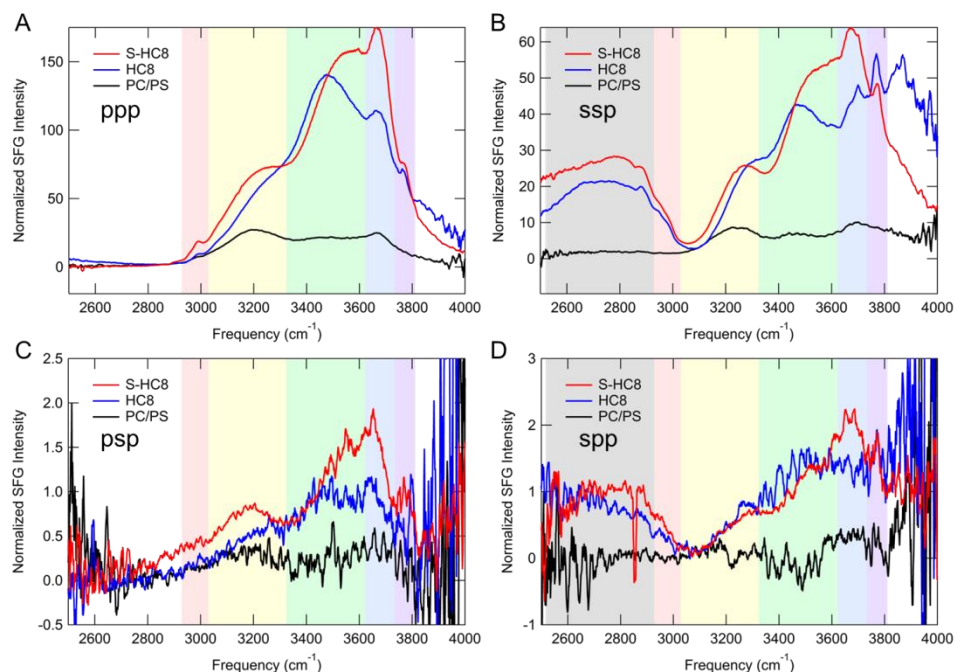 A
Normalized SFG Intensity
150
100
50
0
S-HC8
HC8
PC/PS
ppp
2600 2800 3000 3200 3400 3600 3800 4000
Frequency (cm⁻¹)
B
Normalized SFG Intensity
60
50
40
30
20
10
0
S-HC8
HC8
PC/PS
ssp
2600 2800 3000 3200 3400 3600 3800 4000
Frequency (cm⁻¹)
C
Normalized SFG Intensity
2.5
2.0
1.5
1.0
0.5
0.0
-0.5
S-HC8
HC8
PC/PS
psp
2600 2800 3000 3200 3400 3600 3800 4000
Frequency (cm⁻¹)
D
Normalized SFG Intensity
3
2
1
0
-1
S-HC8
HC8
PC/PS
spp
2600 2800 3000 3200 3400 3600 3800 4000
Frequency (cm⁻¹)